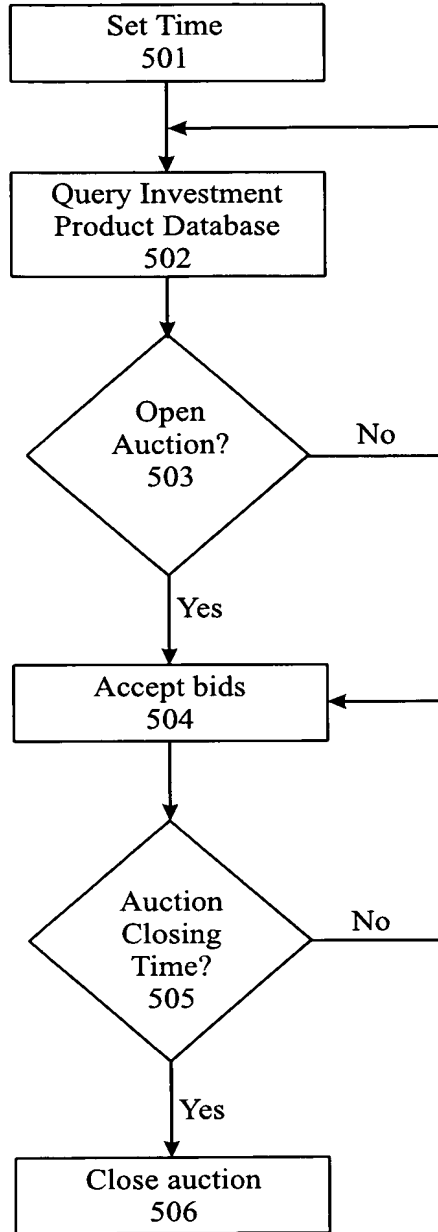 Set Time
501
Query Investment
Product Database
502
Open
Auction?
503
No
Yes
Accept bids
504
Auction
Closing
Time?
505
No
Yes
Close auction
506